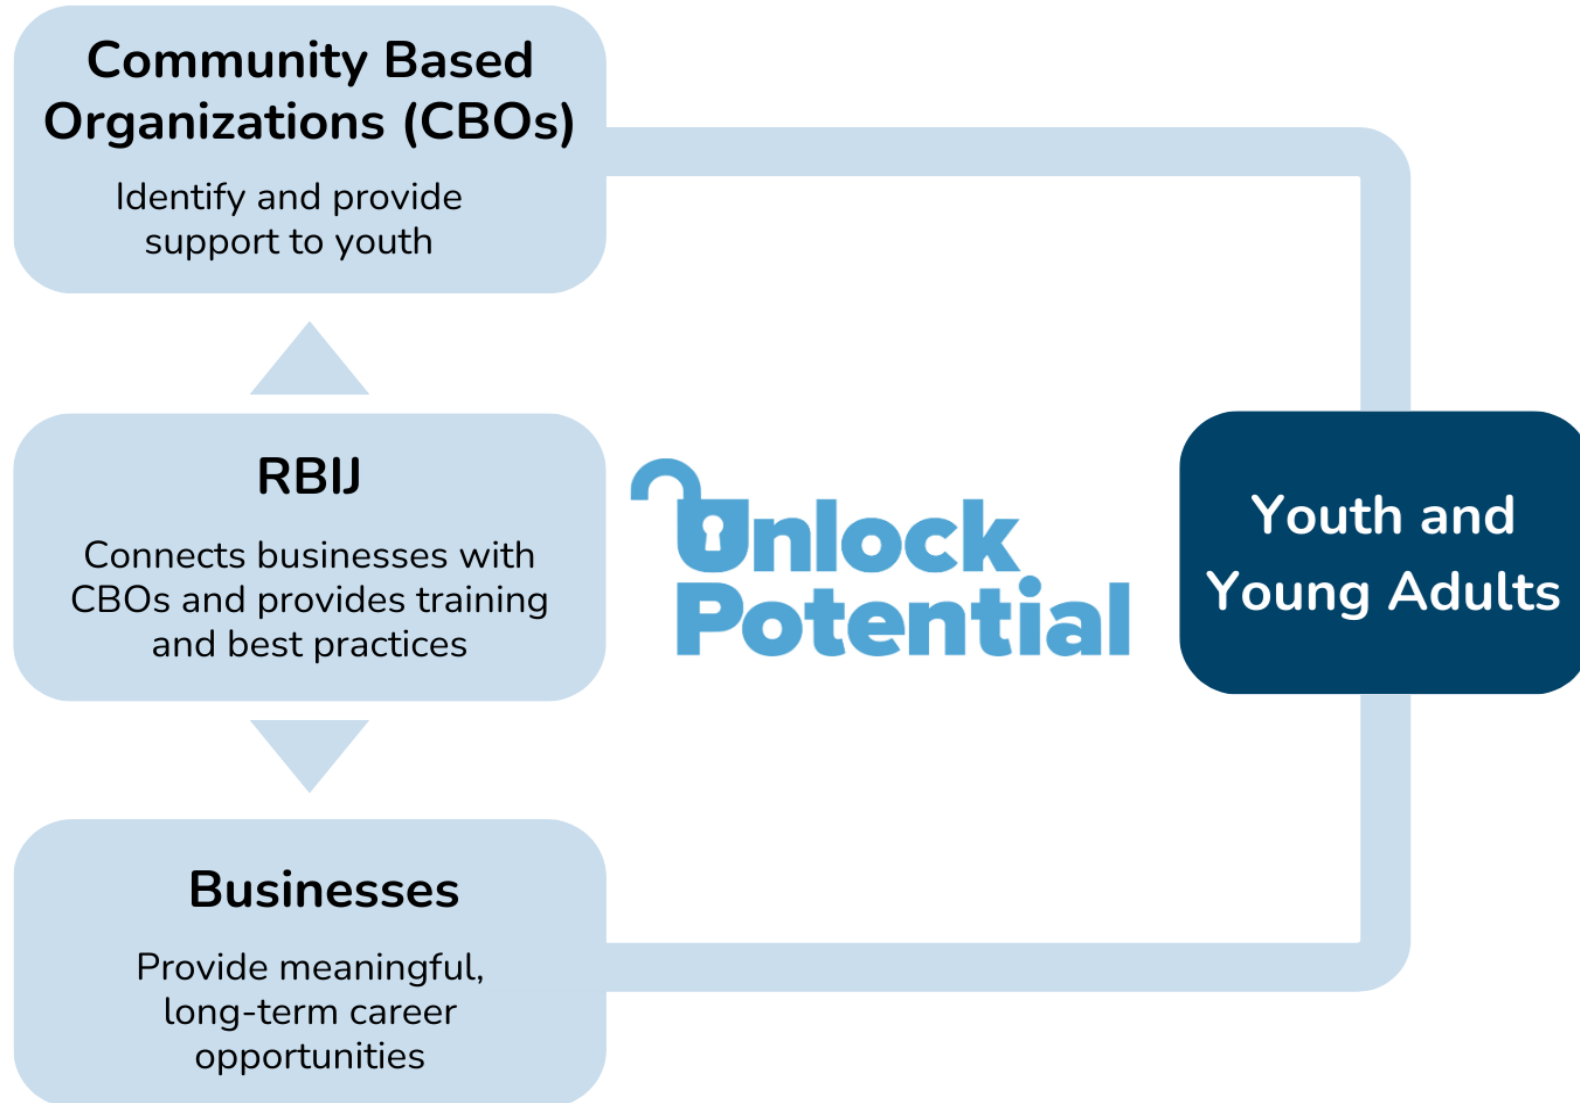 Community Based
Organizations (CBOs)
Identify and provide
support to youth
RBIJ
Connects businesses with
CBOs and provides training
and best practices
Businesses
Provide meaningful,
long-term career
opportunities
Unlock
Potential
Youth and
Young Adults